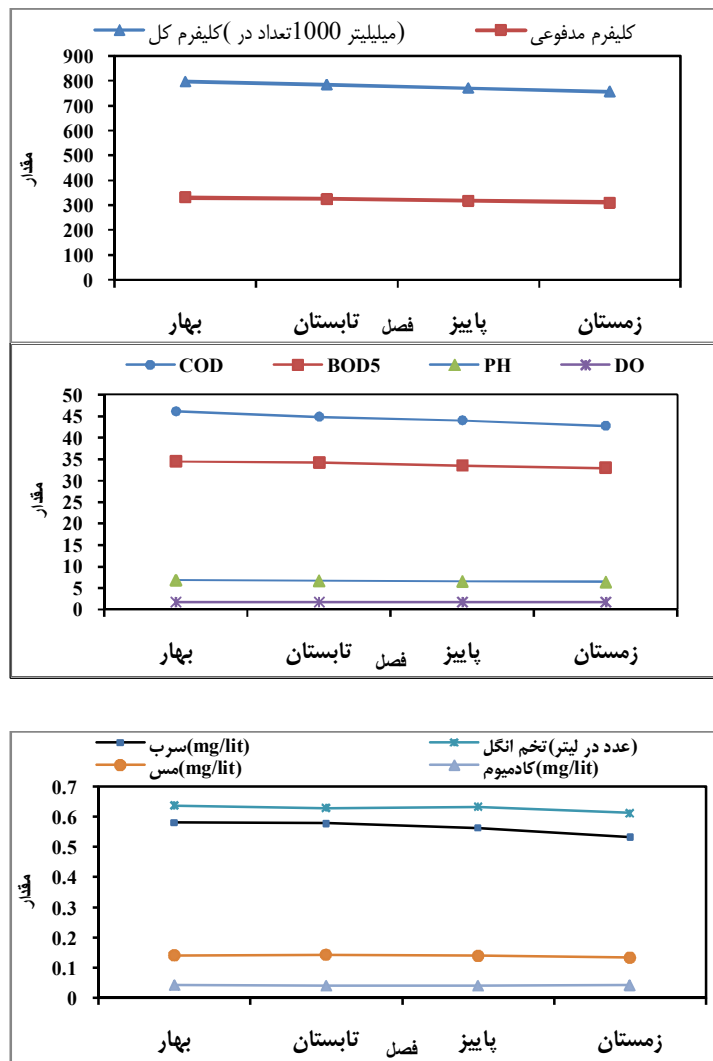 کلیفرم کل( تعداد در1000 میلیلیتر) کلیفرم مدفوعی
900
800
700
600
500
400
300
200
100
0
مقدار
بهار تابستان پاییز زمستان
فصل
COD BOD5 PH DO
50
45
40
35
30
25
20
15
10
5
0
مقدار
بهار تابستان پاییز زمستان
فصل
سرب(mg/lit) تخم انگل(عدد در لیتر)
مس(mg/lit) کادمیوم(mg/lit)
0.7
0.6
0.5
0.4
0.3
0.2
0.1
0
مقدار
بهار تابستان پاییز زمستان
فصل